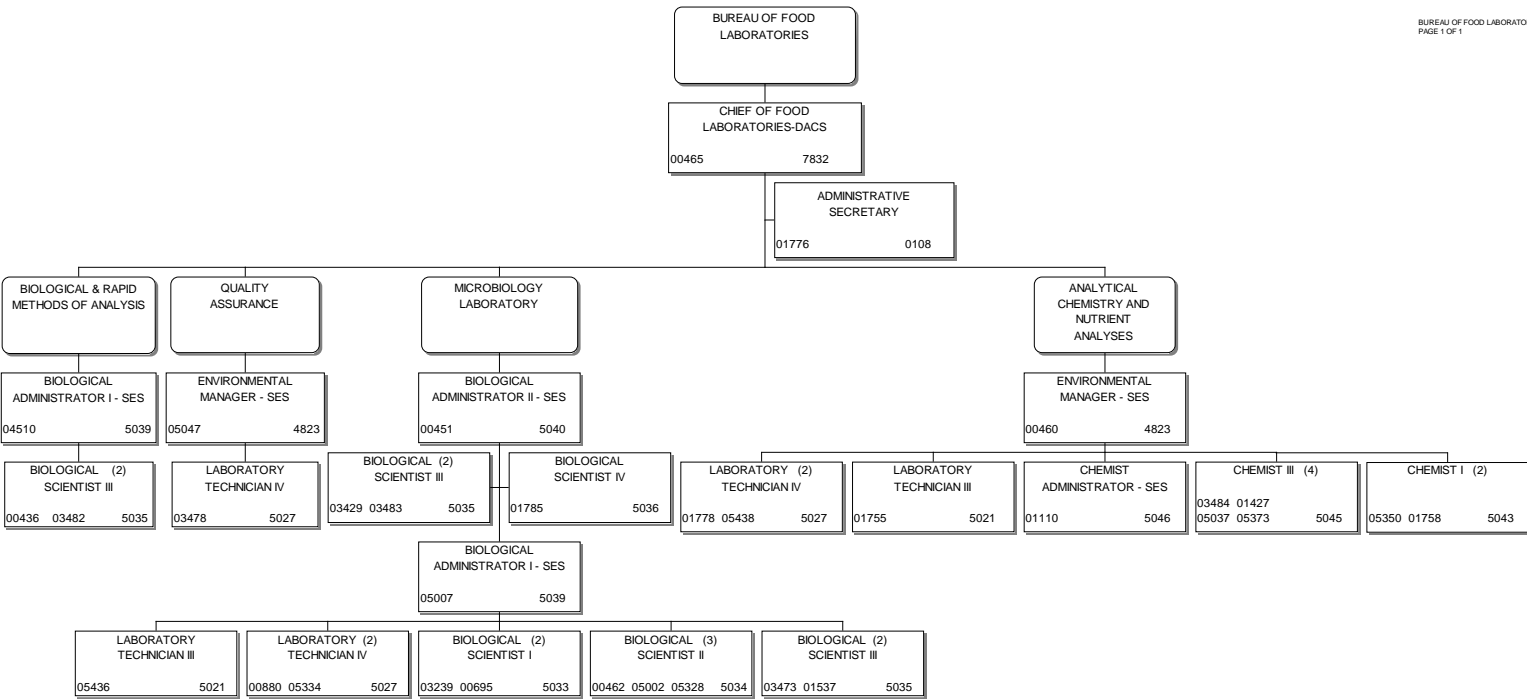 BUREAU OF FOOD
LABORATORIES
BUREAU OF FOOD LABORATO
PAGE 1 OF 1
CHIEF OF FOOD
LABORATORIES-DACS
00465 7832
ADMINISTRATIVE
SECRETARY
01776 0108
BIOLOGICAL & RAPID
METHODS OF ANALYSIS
QUALITY
ASSURANCE
MICROBIOLOGY
LABORATORY
ANALYTICAL
CHEMISTRY AND
NUTRIENT
ANALYSES
BIOLOGICAL
ADMINISTRATOR I - SES
04510 5039
ENVIRONMENTAL
MANAGER - SES
05047 4823
BIOLOGICAL
ADMINISTRATOR II - SES
00451 5040
ENVIRONMENTAL
MANAGER - SES
00460 4823
BIOLOGICAL (2)
SCIENTIST III
00436 03482 5035
LABORATORY
TECHNICIAN IV
03478 5027
BIOLOGICAL (2)
SCIENTIST III
03429 03483 5035
BIOLOGICAL
SCIENTIST IV
01785 5036
LABORATORY (2)
TECHNICIAN IV
01778 05438 5027
LABORATORY
TECHNICIAN III
01755 5021
CHEMIST
ADMINISTRATOR - SES
01110 5046
CHEMIST III (4)
03484 01427
05037 05373 5045
CHEMIST I (2)
05350 01758 5043
BIOLOGICAL
ADMINISTRATOR I - SES
05007 5039
LABORATORY
TECHNICIAN III
05436 5021
LABORATORY (2)
TECHNICIAN IV
00880 05334 5027
BIOLOGICAL (2)
SCIENTIST I
03239 00695 5033
BIOLOGICAL (3)
SCIENTIST II
00462 05002 05328 5034
BIOLOGICAL (2)
SCIENTIST III
03473 01537 5035